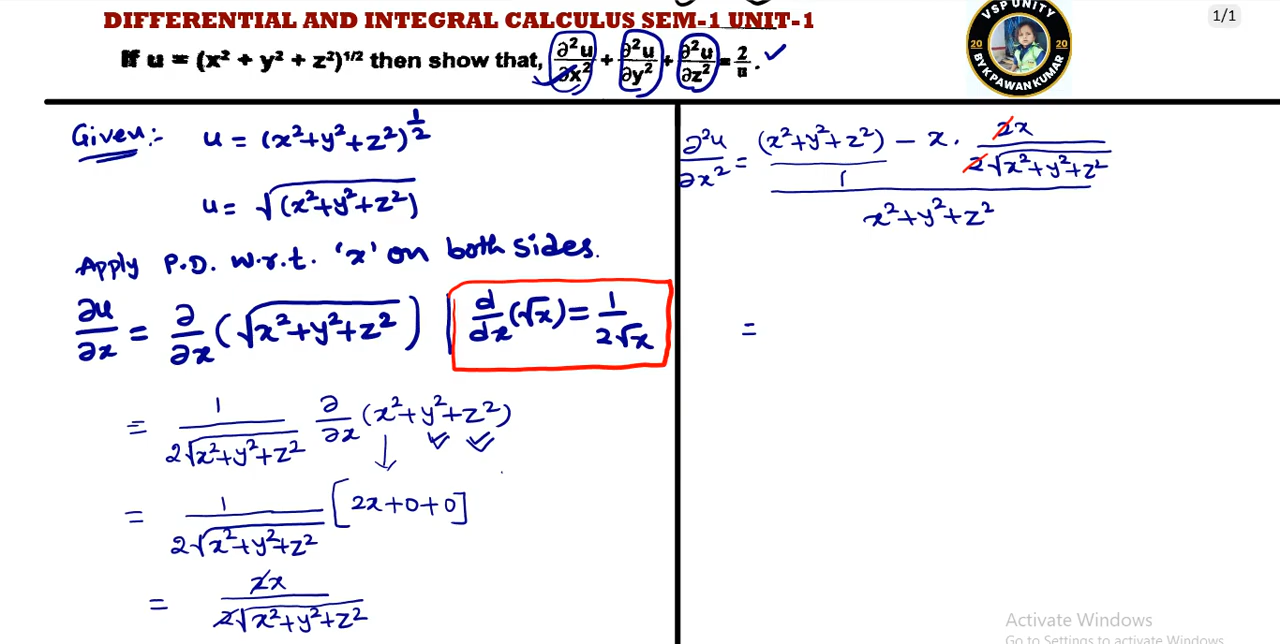 DIFFERENTIAL AND INTEGRAL CALCULUS SEM-1 UNIT-1
1/1
If u = (x² + y² + z²)^1/2 then show that, ∂²u/∂x² + ∂²u/∂y² + ∂²u/∂z² = 2/u .
VSP UNITY
20 20
BY K PAWAN KUMAR
Given:- u = (x²+y²+z²)^1/2
u = √(x²+y²+z²)
Apply P.D. w.r.t. 'x' on both sides.
∂u/∂x = ∂/∂x (√x²+y²+z²) | d/dx (√x) = 1/2√x
= 1/2√x²+y²+z² ∂/∂x (x²+y²+z²)
= 1/2√x²+y²+z² [2x+0+0]
= 2x/2√x²+y²+z²
∂²u/∂x² = (x²+y²+z²)/1 - x · 2x/2√x²+y²+z² / x²+y²+z²
=
Activate Windows
Go to Settings to activate Windows.